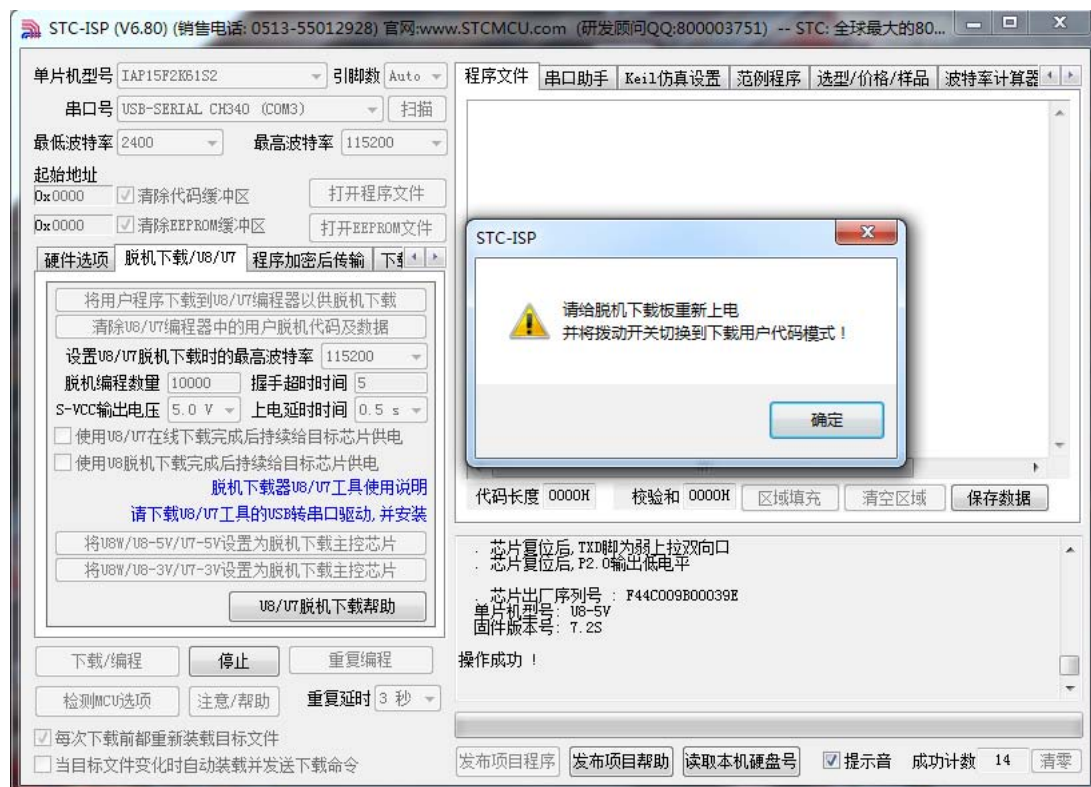 STC-ISP (V6.80) (销售电话: 0513-55012928) 官网:www.STCMCU.com (研发顾问QQ:800003751) -- STC: 全球最大的80...
单片机型号 IAP15F2K61S2 引脚数 Auto
串口号 USB-SERIAL CH340 (COM3) 扫描
最低波特率 2400 最高波特率 115200
起始地址
0x0000 清除代码缓冲区 打开程序文件
0x0000 清除EEPROM缓冲区 打开EEPROM文件
硬件选项 脱机下载/U8/U7 程序加密后传输
将用户程序下载到U8/U7编程器以供脱机下载
清除U8/U7编程器中的用户脱机代码及数据
设置U8/U7脱机下载时的最高波特率 115200
脱机编程数量 10000 握手超时时间 5
S-VCC输出电压 5.0 V 上电延时时间 0.5 s
使用U8/U7在线下载完成后持续给目标芯片供电
使用U8脱机下载完成后持续给目标芯片供电
脱机下载器U8/U7工具使用说明
请下载U8/U7工具的USB转串口驱动,并安装
将U8W/U8-5V/U7-5V设置为脱机下载主控芯片
将U8W/U8-3V/U7-3V设置为脱机下载主控芯片
U8/U7脱机下载帮助
下载/编程 停止 重复编程
检测MCU选项 注意/帮助 重复延时 3 秒
每次下载前都重新装载目标文件
当目标文件变化时自动装载并发送下载命令
程序文件 串口助手 Keil仿真设置 范例程序 选型/价格/样品 波特率计算器
STC-ISP
请给脱机下载板重新上电
并将拨动开关切换到下载用户代码模式！
确定
代码长度 0000H 校验和 0000H 区域填充 清空区域 保存数据
. 芯片复位后,TXD脚为弱上拉双向口
. 芯片复位后,P2.0输出低电平
. 芯片出厂序列号 : F44C009B00039E
单片机型号: U8-5V
固件版本号: 7.2S
操作成功 !
发布项目程序 发布项目帮助 读取本机硬盘号 提示音 成功计数 14 清零